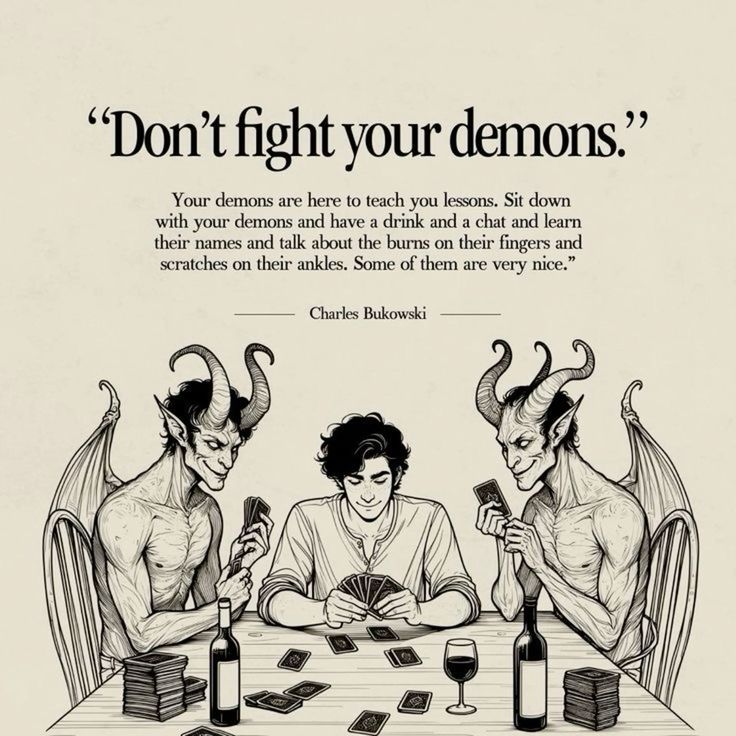 “Don’t fight your demons.”
Your demons are here to teach you lessons. Sit down
with your demons and have a drink and a chat and learn
their names and talk about the burns on their fingers and
scratches on their ankles. Some of them are very nice.”
Charles Bukowski